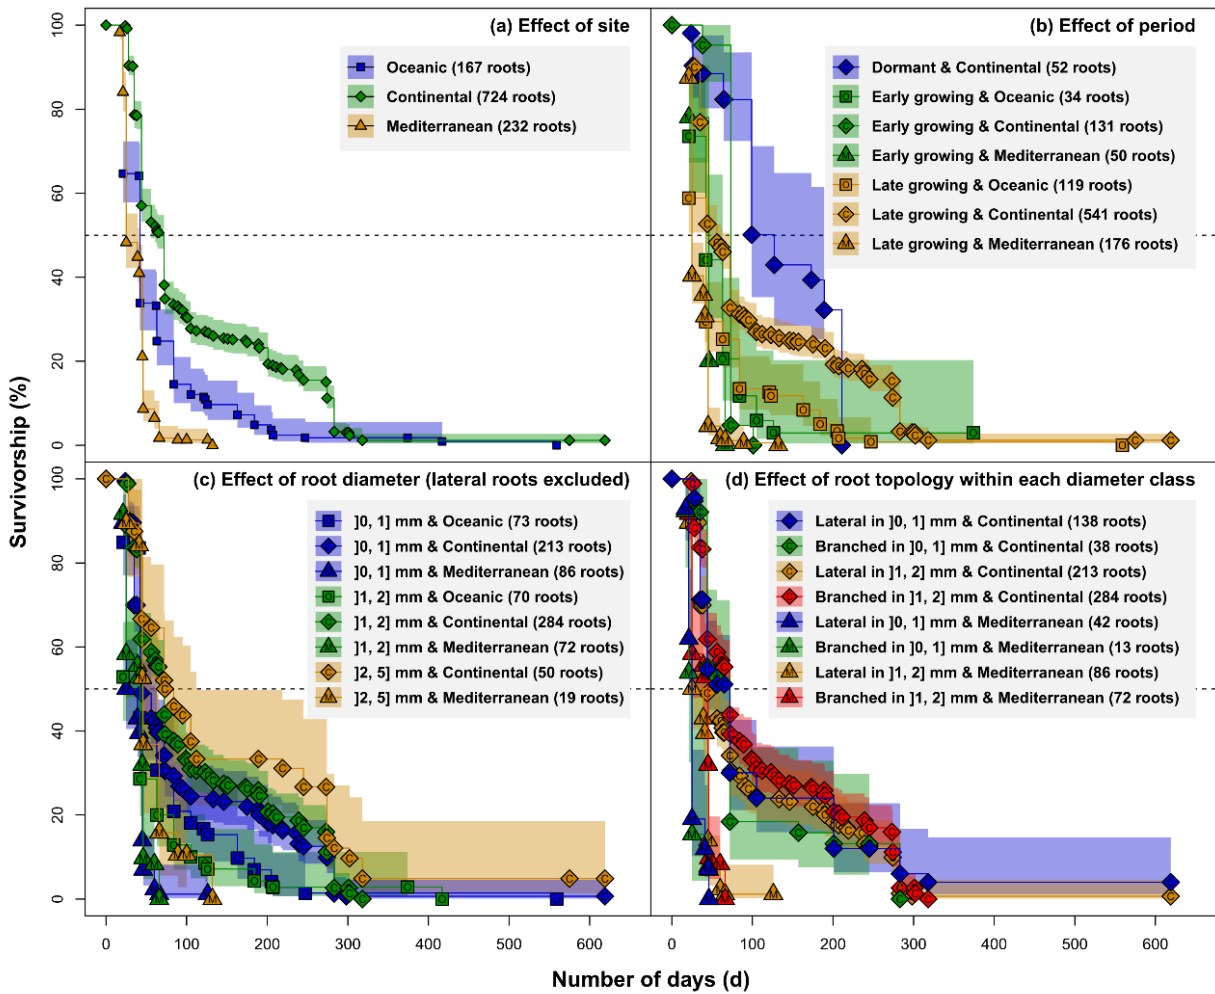 (a) Effect of site
Oceanic (167 roots)
Continental (724 roots)
Mediterranean (232 roots)
(b) Effect of period
Dormant & Continental (52 roots)
Early growing & Oceanic (34 roots)
Early growing & Continental (131 roots)
Early growing & Mediterranean (50 roots)
Late growing & Oceanic (119 roots)
Late growing & Continental (541 roots)
Late growing & Mediterranean (176 roots)
100
80
60
40
20
0
(c) Effect of root diameter (lateral roots excluded)
]0, 1] mm & Oceanic (73 roots)
]0, 1] mm & Continental (213 roots)
]0, 1] mm & Mediterranean (86 roots)
]1, 2] mm & Oceanic (70 roots)
]1, 2] mm & Continental (284 roots)
]1, 2] mm & Mediterranean (72 roots)
]2, 5] mm & Continental (50 roots)
]2, 5] mm & Mediterranean (19 roots)
(d) Effect of root topology within each diameter class
Lateral in ]0, 1] mm & Continental (138 roots)
Branched in ]0, 1] mm & Continental (38 roots)
Lateral in ]1, 2] mm & Continental (213 roots)
Branched in ]1, 2] mm & Continental (284 roots)
Lateral in ]0, 1] mm & Mediterranean (42 roots)
Branched in ]0, 1] mm & Mediterranean (13 roots)
Lateral in ]1, 2] mm & Mediterranean (86 roots)
Branched in ]1, 2] mm & Mediterranean (72 roots)
100
80
60
40
20
0
Survivorship (%)
0 100 200 300 400 500 600
0 100 200 300 400 500 600
Number of days (d)